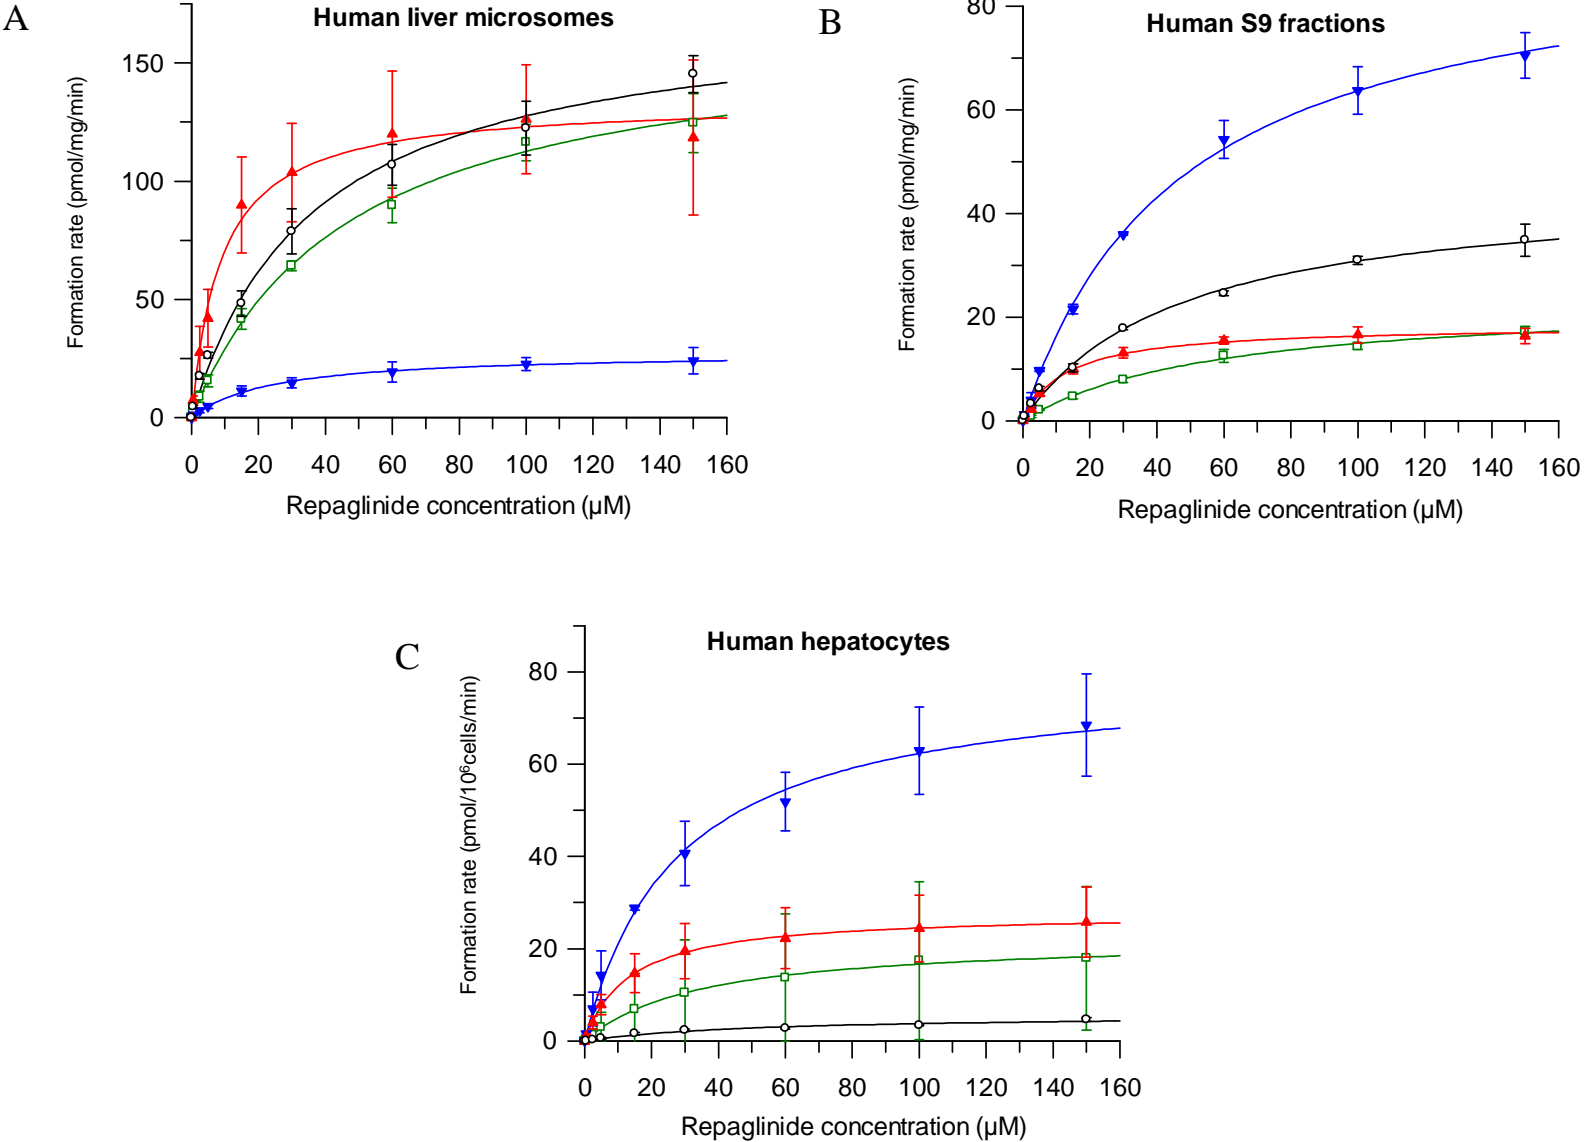 A
Human liver microsomes
Formation rate (pmol/mg/min)
150
100
50
0
0 20 40 60 80 100 120 140 160
Repaglinide concentration (µM)
B
Human S9 fractions
Formation rate (pmol/mg/min)
80
60
40
20
0
0 20 40 60 80 100 120 140 160
Repaglinide concentration (µM)
C
Human hepatocytes
Formation rate (pmol/10⁶cells/min)
80
60
40
20
0
0 20 40 60 80 100 120 140 160
Repaglinide concentration (µM)